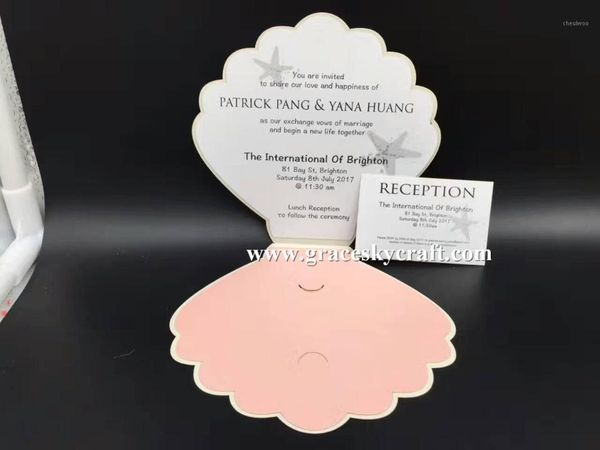 chesivoo
You are invited
to share our love and happiness of
PATRICK PANG & YANA HUANG
as our exchange vows of marriage
and begin a new life together
The International Of Brighton
81 Bay St, Brighton
Saturday 8th July 2017
@ 11:30 am
Lunch Reception
to follow the ceremony
RECEPTION
The International Of Brighton
81 Bay St, Brighton
Saturday 8th July 2017
@ 11:30am
www.graceskycraft.com